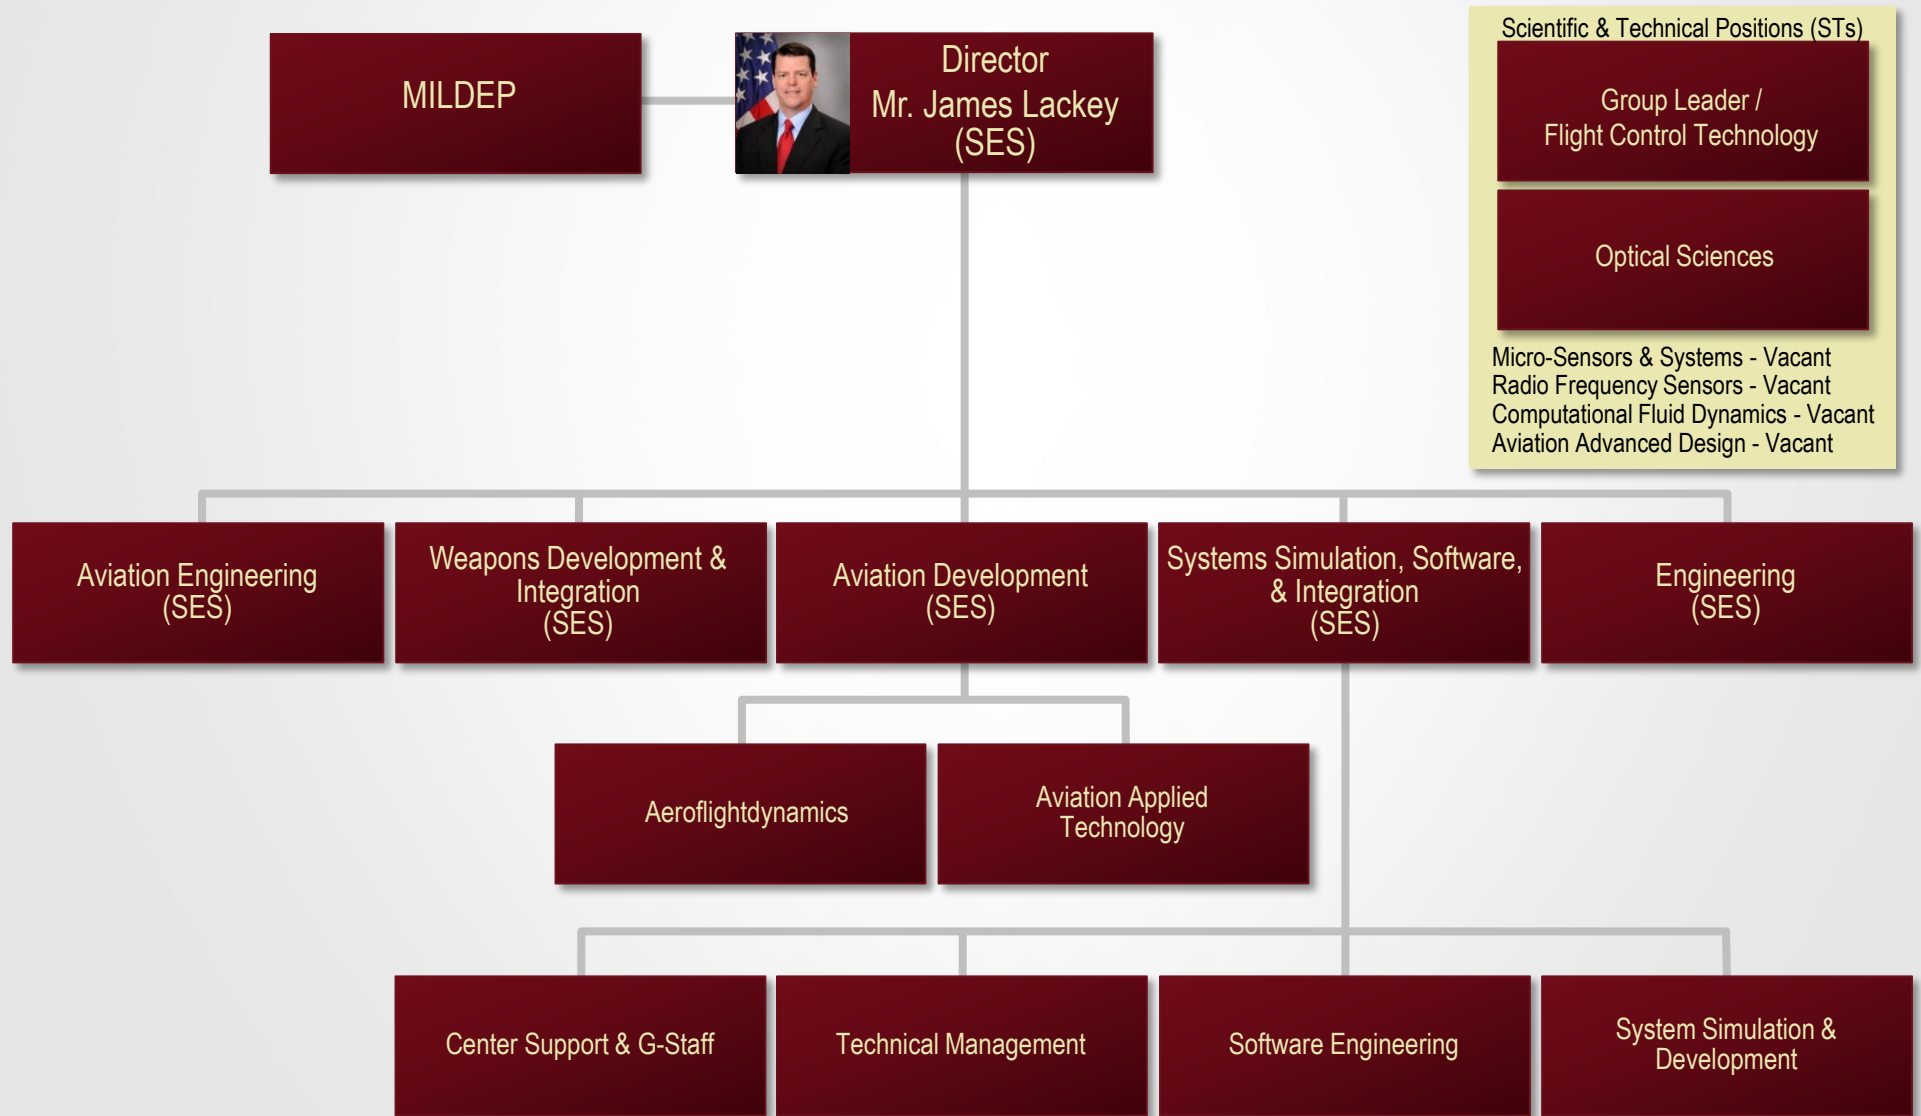 MILDEP
Director
Mr. James Lackey
(SES)
Scientific & Technical Positions (STs)
Group Leader /
Flight Control Technology
Optical Sciences
Micro-Sensors & Systems - Vacant
Radio Frequency Sensors - Vacant
Computational Fluid Dynamics - Vacant
Aviation Advanced Design - Vacant
Aviation Engineering
(SES)
Weapons Development &
Integration
(SES)
Aviation Development
(SES)
Systems Simulation, Software,
& Integration
(SES)
Engineering
(SES)
Aeroflightdynamics
Aviation Applied
Technology
Center Support & G-Staff
Technical Management
Software Engineering
System Simulation &
Development